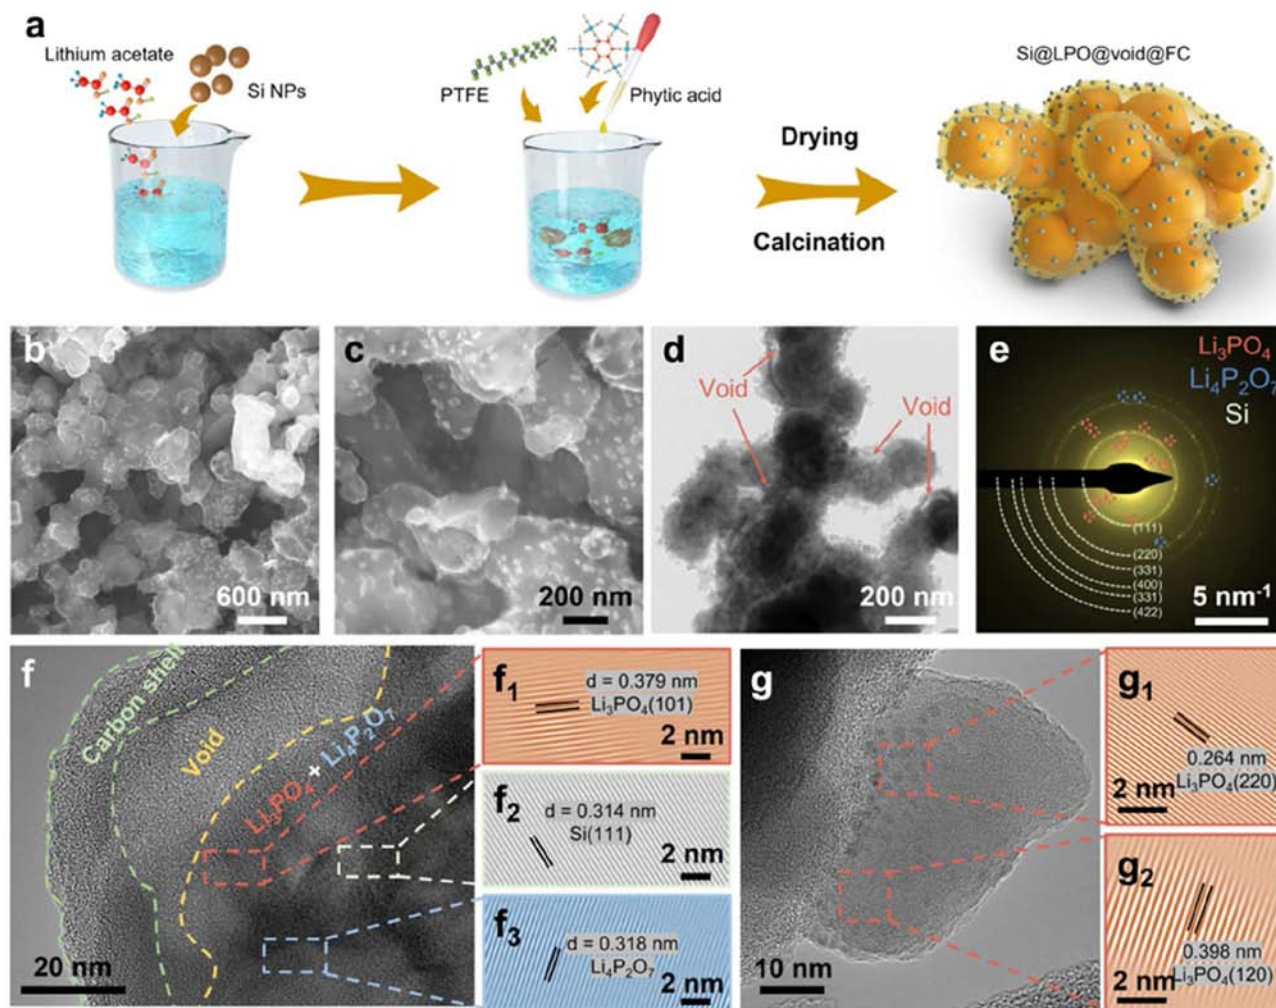 a
Lithium acetate
Si NPs
PTFE
Phytic acid
Drying
Calcination
Si@LPO@void@FC
b
600 nm
c
200 nm
d
Void
Void
200 nm
e
Li₃PO₄
Li₄P₂O₇
Si
(111)
(220)
(331)
(400)
(331)
(422)
5 nm⁻¹
f
Carbon shell
Void
Li₃PO₄ + Li₄P₂O₇
20 nm
f₁
d = 0.379 nm
Li₃PO₄(101)
2 nm
f₂
d = 0.314 nm
Si(111)
2 nm
f₃
d = 0.318 nm
Li₄P₂O₇
2 nm
g
10 nm
g₁
0.264 nm
Li₃PO₄(220)
2 nm
g₂
0.398 nm
Li₃PO₄(120)
2 nm